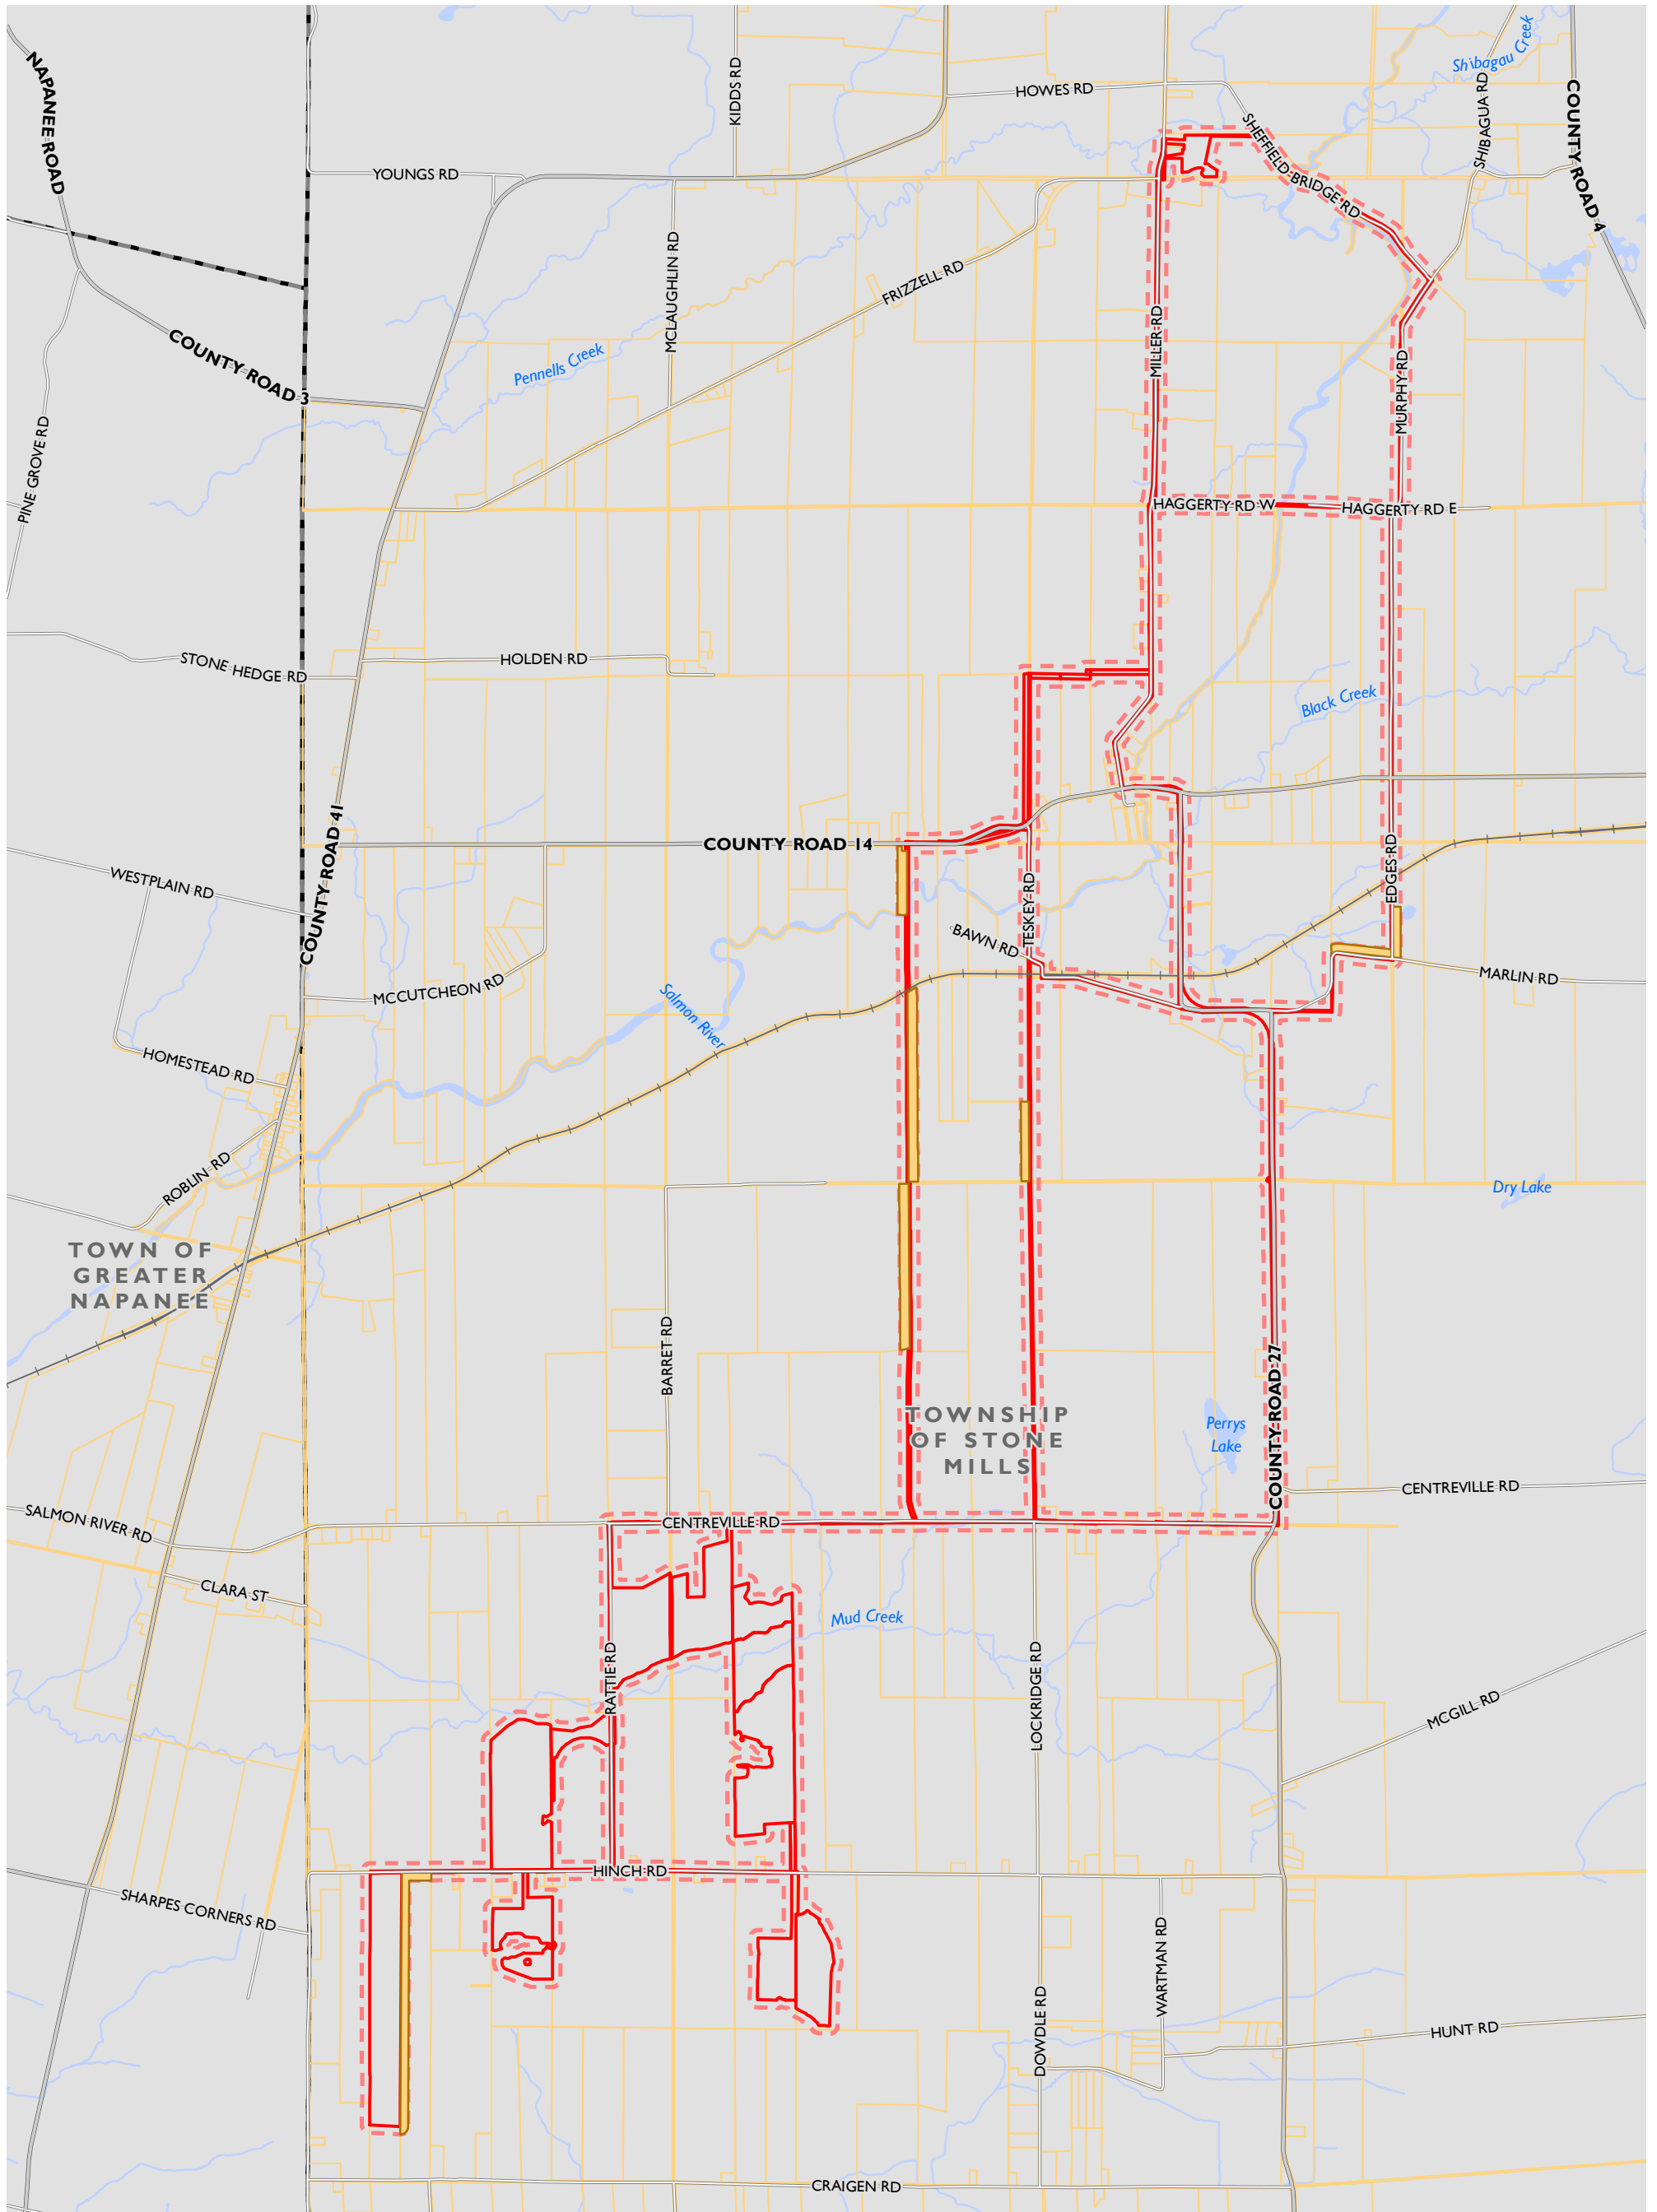 Shibagau Creek
NAPANEE ROAD
KIDDS RD
HOWES RD
SHIBAGUA RD
COUNTY ROAD 4
SHEFFIELD BRIDGE RD
YOUNGS RD
MCLAUGHLIN RD
FRIZZELL RD
MILLER RD
COUNTY ROAD 3
Pennells Creek
MURPHY RD
PINE GROVE RD
HAGGERTY RD W
HAGGERTY RD E
STONE HEDGE RD
HOLDEN RD
Black Creek
COUNTY ROAD 41
COUNTY ROAD 14
WESTPLAIN RD
TESKEY RD
EDGES RD
BAWN RD
MARLIN RD
MCCUTCHEON RD
Salmon River
HOMESTEAD RD
ROBLIN RD
Dry Lake
TOWN OF
GREATER
NAPANEE
BARRET RD
COUNTY ROAD 27
TOWNSHIP
OF STONE
MILLS
Perrys
Lake
CENTREVILLE RD
SALMON RIVER RD
CENTREVILLE RD
CLARA ST
Mud Creek
RATTIE RD
LOCKRIDGE RD
MCGILL RD
HINCH RD
SHARPES CORNERS RD
WARTMAN RD
DOWDLE RD
HUNT RD
CRAIGEN RD